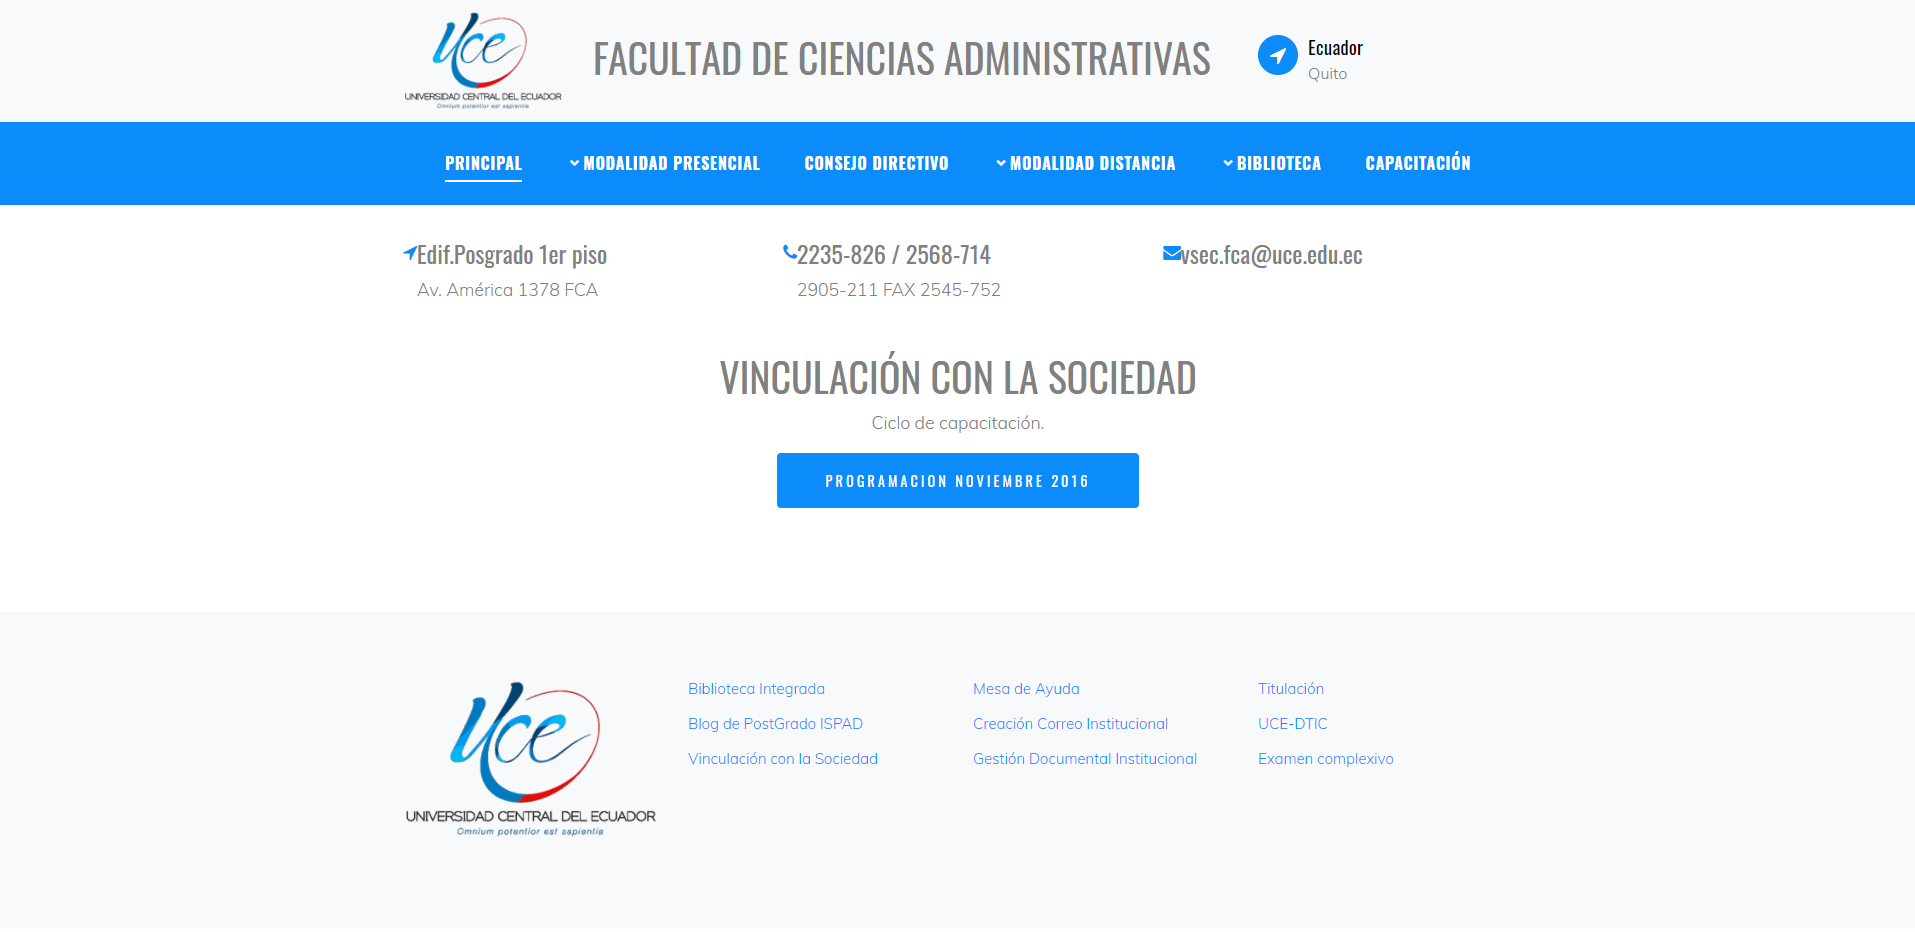 Uce
UNIVERSIDAD CENTRAL DEL ECUADOR
Omnium potentior est sapientia
FACULTAD DE CIENCIAS ADMINISTRATIVAS
Ecuador
Quito
PRINCIPAL MODALIDAD PRESENCIAL CONSEJO DIRECTIVO MODALIDAD DISTANCIA BIBLIOTECA CAPACITACIÓN
Edif.Posgrado 1er piso
Av. América 1378 FCA
2235-826 / 2568-714
2905-211 FAX 2545-752
vsec.fca@uce.edu.ec
VINCULACIÓN CON LA SOCIEDAD
Ciclo de capacitación.
PROGRAMACION NOVIEMBRE 2016
Uce
UNIVERSIDAD CENTRAL DEL ECUADOR
Omnium potentior est sapientia
Biblioteca Integrada
Blog de PostGrado ISPAD
Vinculación con la Sociedad
Mesa de Ayuda
Creación Correo Institucional
Gestión Documental Institucional
Titulación
UCE-DTIC
Examen complexivo